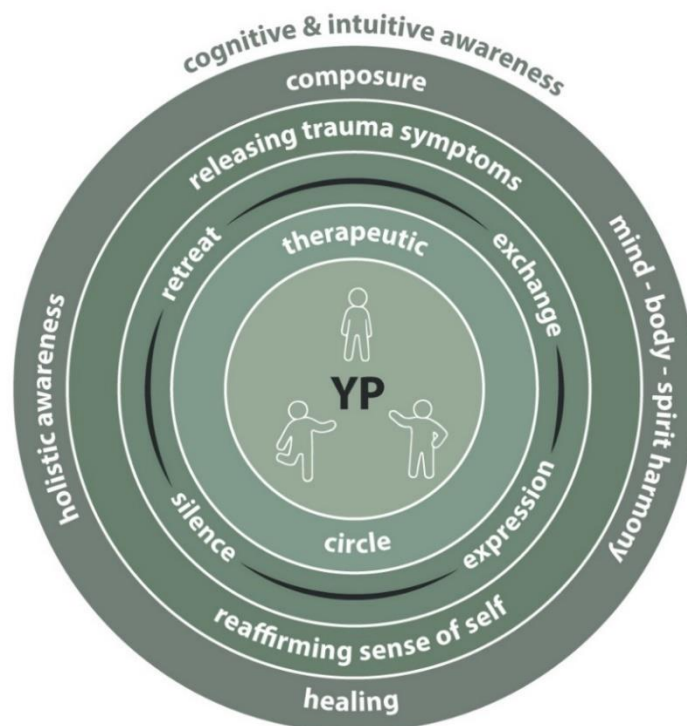 cognitive & intuitive awareness
composure
releasing trauma symptoms
retreat
exchange
therapeutic
holistic awareness
mind - body - spirit harmony
YP
silence
expression
circle
reaffirming sense of self
healing